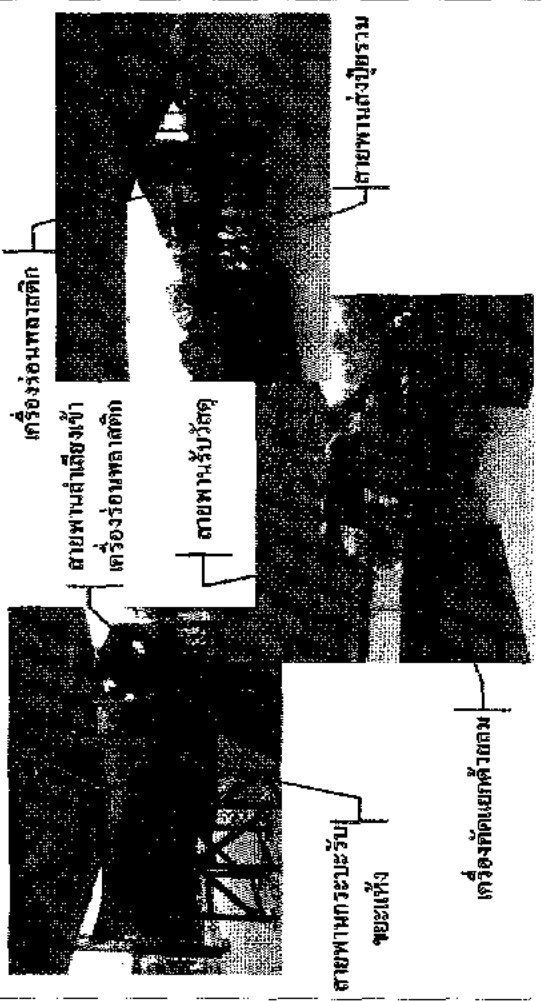 เครื่องร่อนพลาสติก
สายพานลำเลียงเข้า
เครื่องร่อนพลาสติก
สายพานรับวัสดุ
สายพานส่งปุ๋ยรวม
สายพานกระบะรับ
ขยะแห้ง
เครื่องคัดแยกด้วยลม